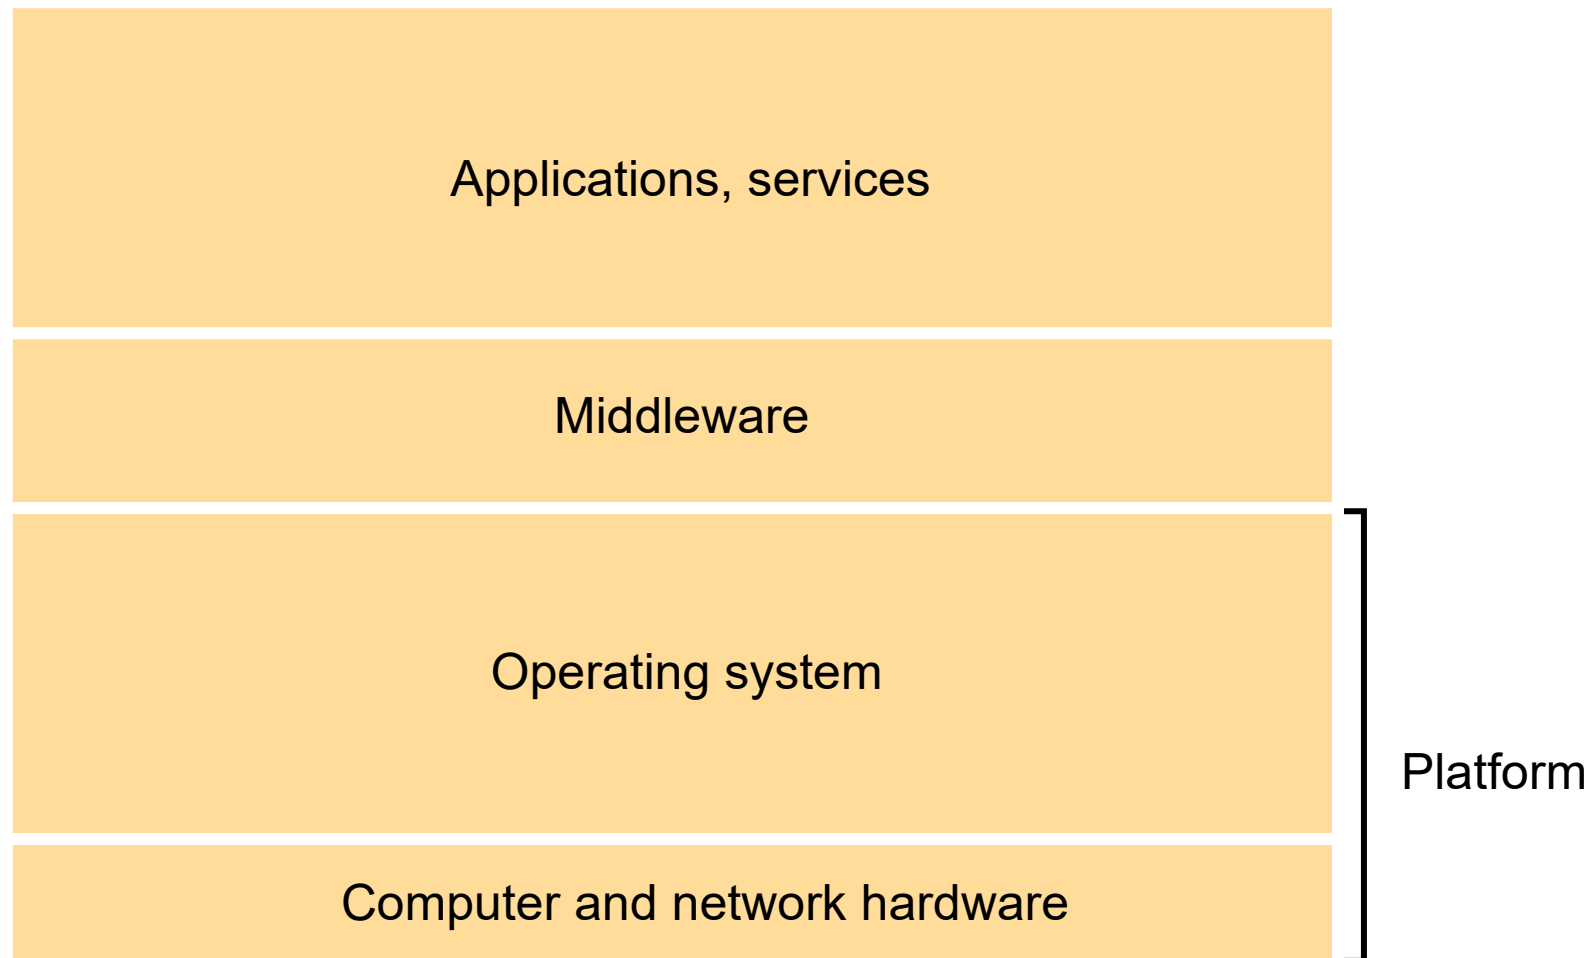 Applications, services
Middleware
Operating system
Platform
Computer and network hardware